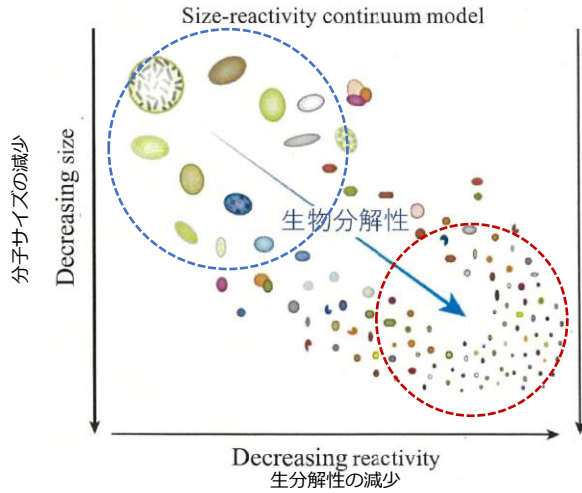 Size-reactivity continuum model
分子サイズの減少
Decreasing size
生物分解性
Decreasing reactivity
生分解性の減少